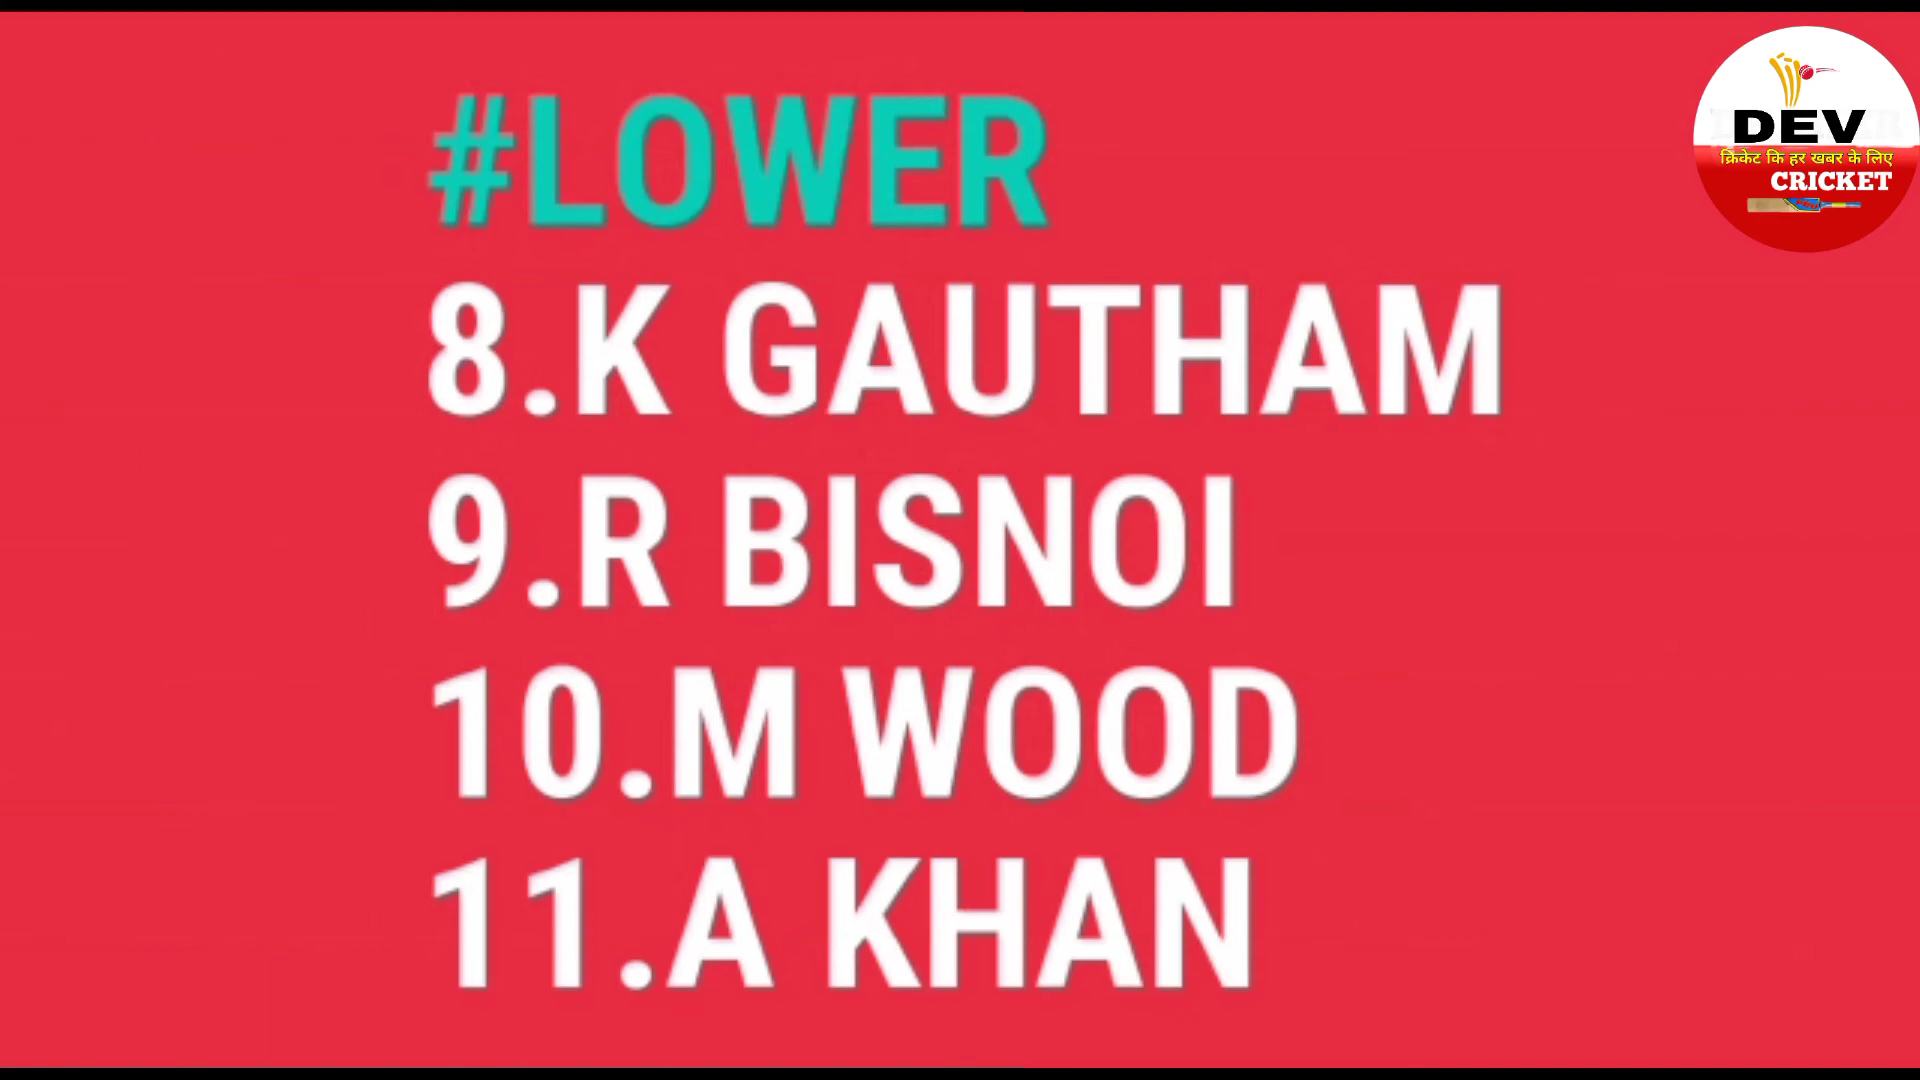 #LOWER
8.K GAUTHAM
9.R BISNOI
10.M WOOD
11.A KHAN
DEV
क्रिकेट कि हर खबर के लिए
CRICKET